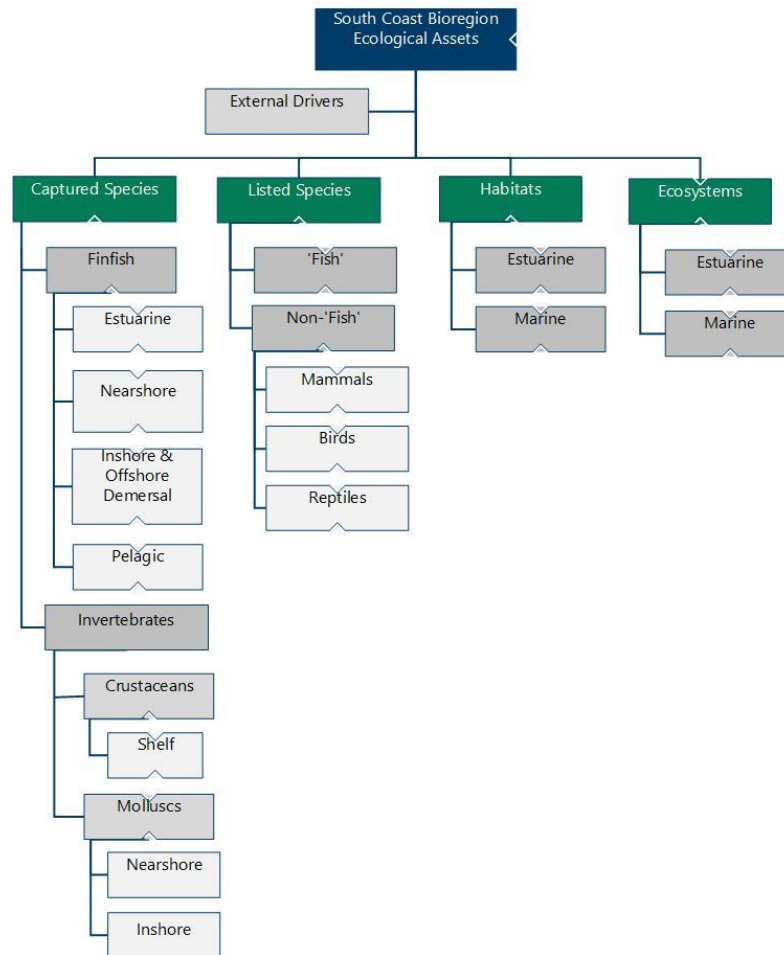 South Coast Bioregion
Ecological Assets
External Drivers
Captured Species
Listed Species
Habitats
Ecosystems
Finfish
'Fish'
Estuarine
Estuarine
Estuarine
Non-'Fish'
Marine
Marine
Nearshore
Mammals
Inshore &
Offshore
Demersal
Birds
Reptiles
Pelagic
Invertebrates
Crustaceans
Shelf
Molluscs
Nearshore
Inshore